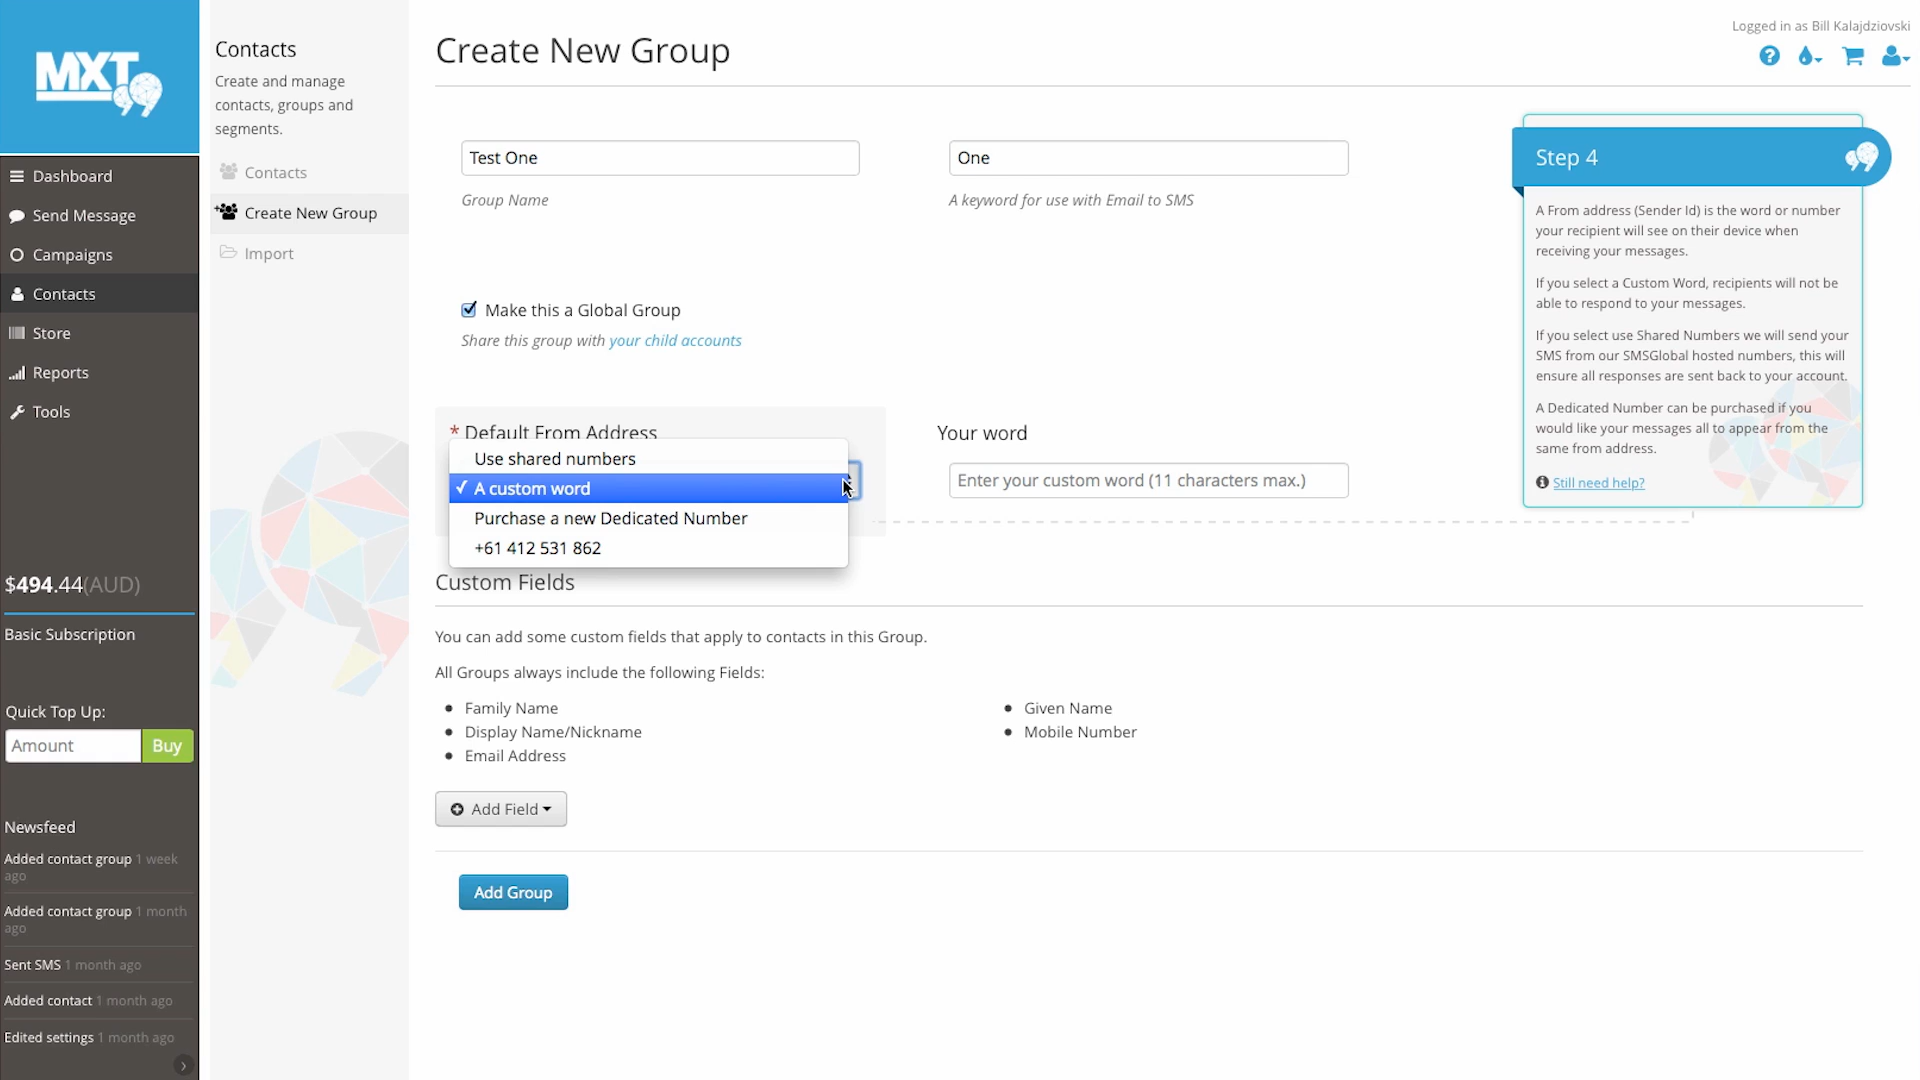 MXT
Dashboard
Send Message
Campaigns
Contacts
Store
Reports
Tools
$494.44(AUD)
Basic Subscription
Quick Top Up:
Amount
Buy
Newsfeed
Added contact group 1 week
ago
Added contact group 1 month
ago
Sent SMS 1 month ago
Added contact 1 month ago
Edited settings 1 month ago
Contacts
Create and manage
contacts, groups and
segments.
Contacts
Create New Group
Import
Logged in as Bill Kalajdziovski
Create New Group
Test One
Group Name
One
A keyword for use with Email to SMS
Make this a Global Group
Share this group with your child accounts
* Default From Address
Use shared numbers
✓ A custom word
Purchase a new Dedicated Number
+61 412 531 862
Your word
Enter your custom word (11 characters max.)
Custom Fields
You can add some custom fields that apply to contacts in this Group.
All Groups always include the following Fields:
• Family Name
• Display Name/Nickname
• Email Address
• Given Name
• Mobile Number
Add Field
Add Group
Step 4
A From address (Sender Id) is the word or number
your recipient will see on their device when
receiving your messages.
If you select a Custom Word, recipients will not be
able to respond to your messages.
If you select use Shared Numbers we will send your
SMS from our SMSGlobal hosted numbers, this will
ensure all responses are sent back to your account.
A Dedicated Number can be purchased if you
would like your messages all to appear from the
same from address.
Still need help?